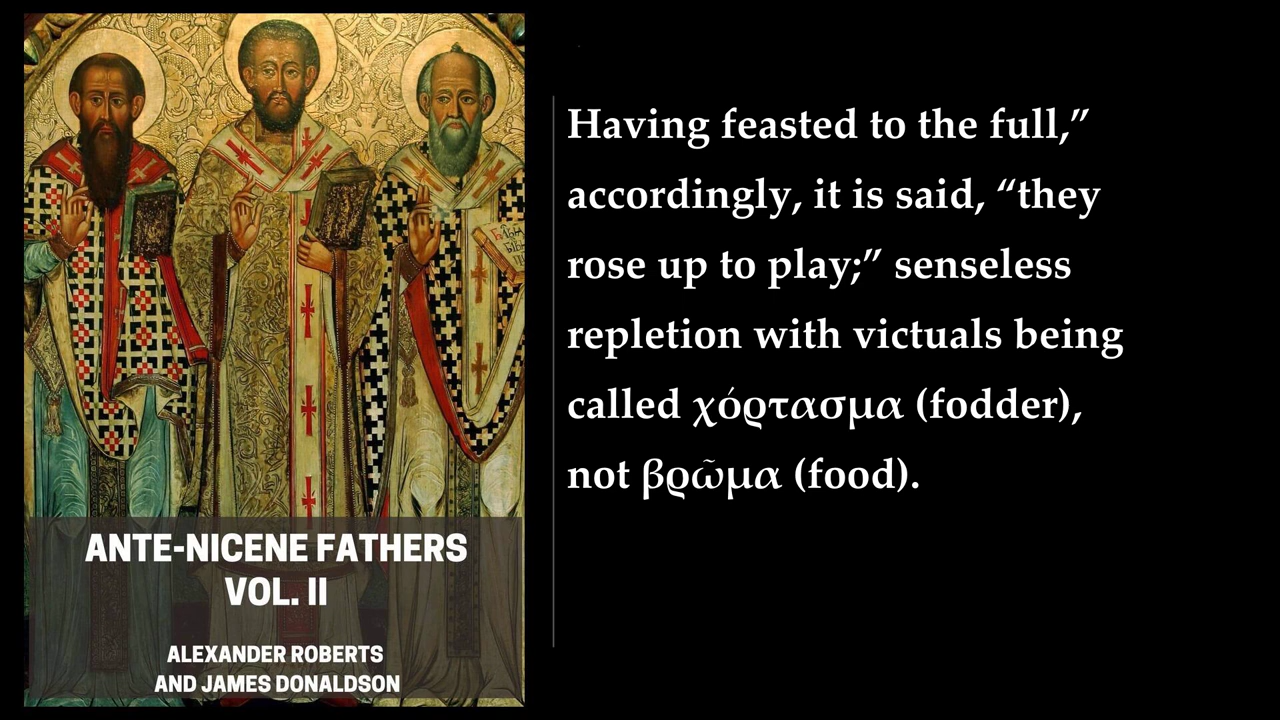 Having feasted to the full,”
accordingly, it is said, “they
rose up to play;” senseless
repletion with victuals being
called χόρτασμα (fodder),
not βρῶμα (food).
ANTE-NICENE FATHERS
VOL. II
ALEXANDER ROBERTS
AND JAMES DONALDSON